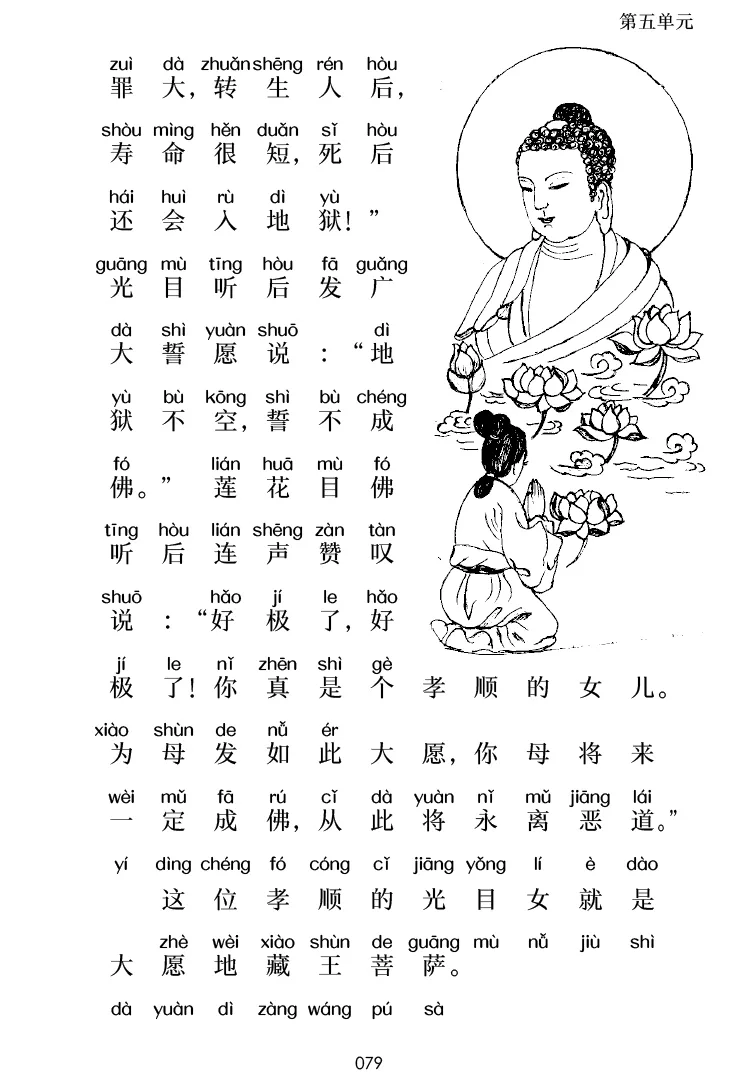 第五单元
zuì dà zhuǎn shēng rén hòu
罪大，转生人后，
shòu mìng hěn duǎn sǐ hòu
寿命很短，死后
hái huì rù dì yù
还会入地狱！”
guāng mù tīng hòu fā guǎng
光目听后发广
dà shì yuàn shuō dì
大誓愿说：“地
yù bù kōng shì bù chéng
狱不空，誓不成
fó lián huā mù fó
佛。”莲花目佛
tīng hòu lián shēng zàn tàn
听后连声赞叹
shuō hǎo jí le hǎo
说：“好极了，好
jí le nǐ zhēn shì gè
极了！你真是个孝顺的女儿。
xiào shùn de nǚ ér
为母发如此大愿，你母将来
wèi mǔ fā rú cǐ dà yuàn nǐ mǔ jiāng lái
一定成佛，从此将永离恶道。”
yí dìng chéng fó cóng cǐ jiāng yǒng lí è dào
这位孝顺的光目女就是
zhè wèi xiào shùn de guāng mù nǚ jiù shì
大愿地藏王菩萨。
dà yuàn dì zàng wáng pú sà
079